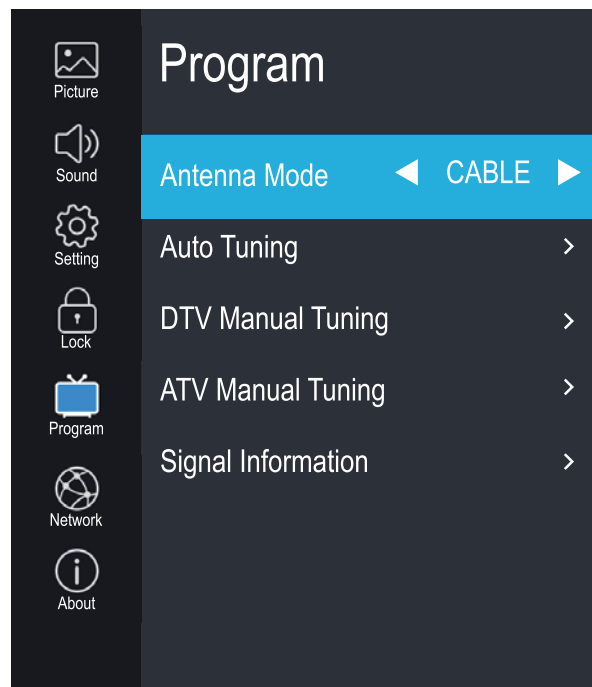 Picture
Sound
Setting
Lock
Program
Network
About
Program
Antenna Mode CABLE
Auto Tuning
DTV Manual Tuning
ATV Manual Tuning
Signal Information